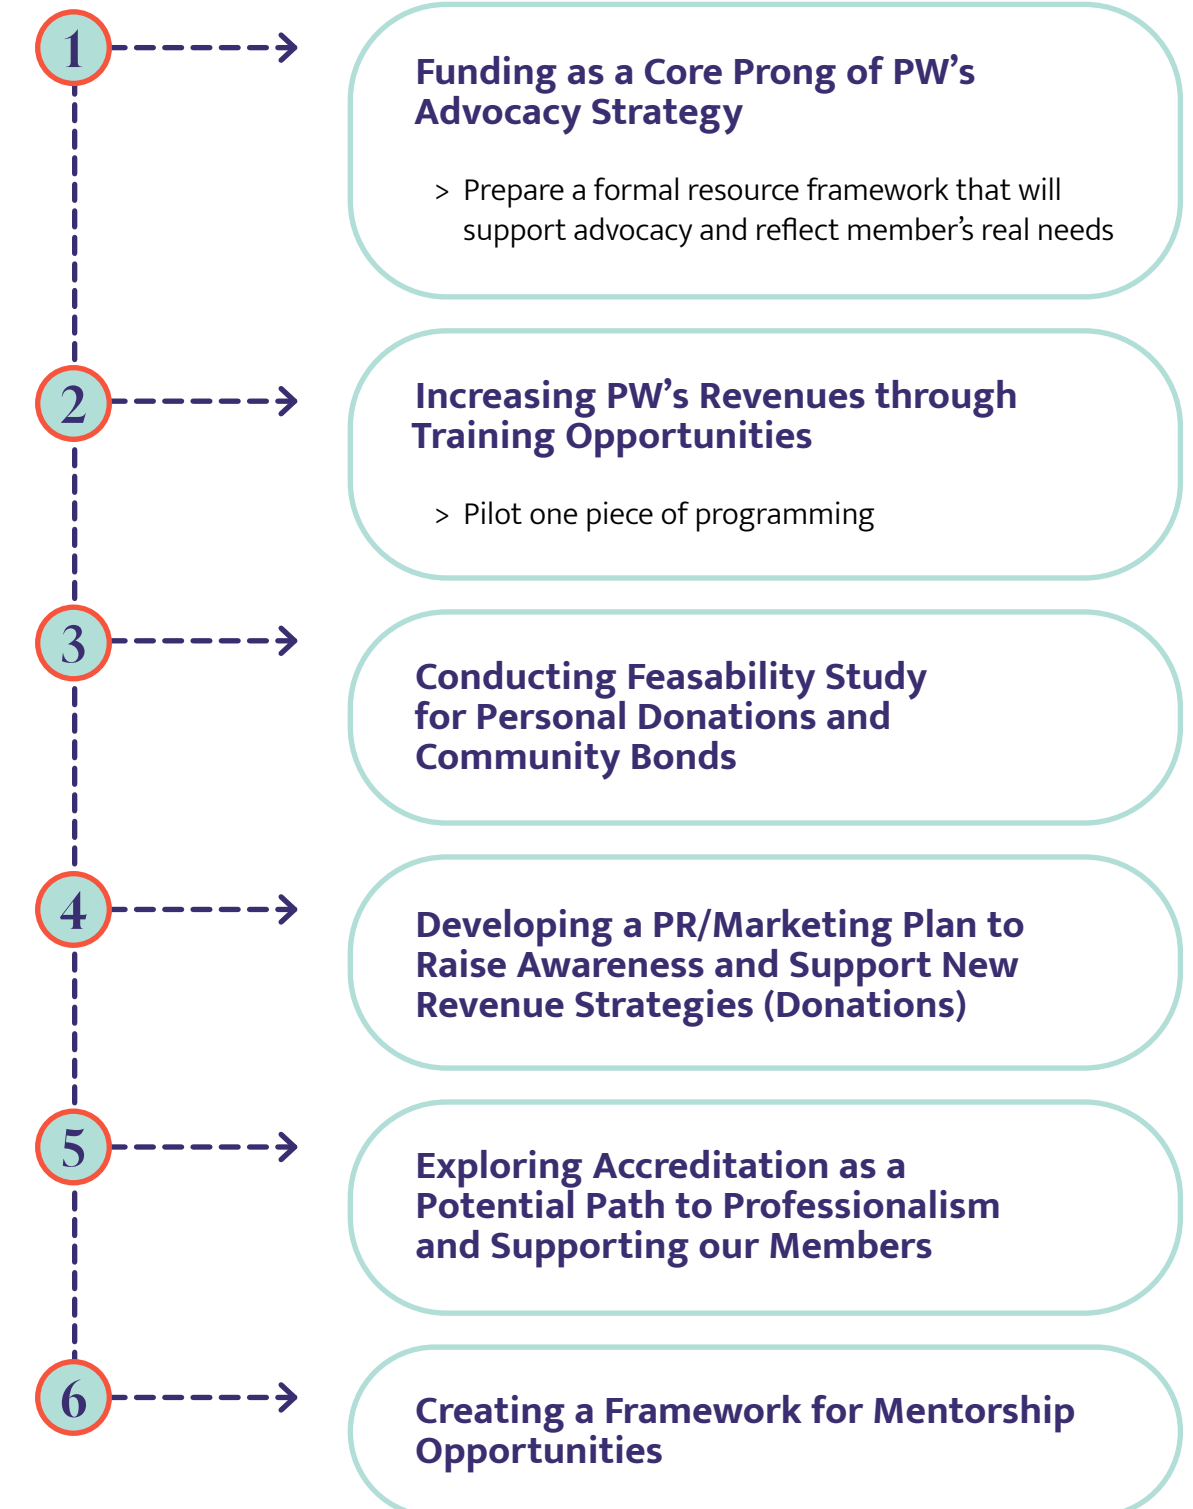 1
Funding as a Core Prong of PW’s
Advocacy Strategy
> Prepare a formal resource framework that will
support advocacy and reflect member’s real needs
2
Increasing PW’s Revenues through
Training Opportunities
> Pilot one piece of programming
3
Conducting Feasability Study
for Personal Donations and
Community Bonds
4
Developing a PR/Marketing Plan to
Raise Awareness and Support New
Revenue Strategies (Donations)
5
Exploring Accreditation as a
Potential Path to Professionalism
and Supporting our Members
6
Creating a Framework for Mentorship
Opportunities